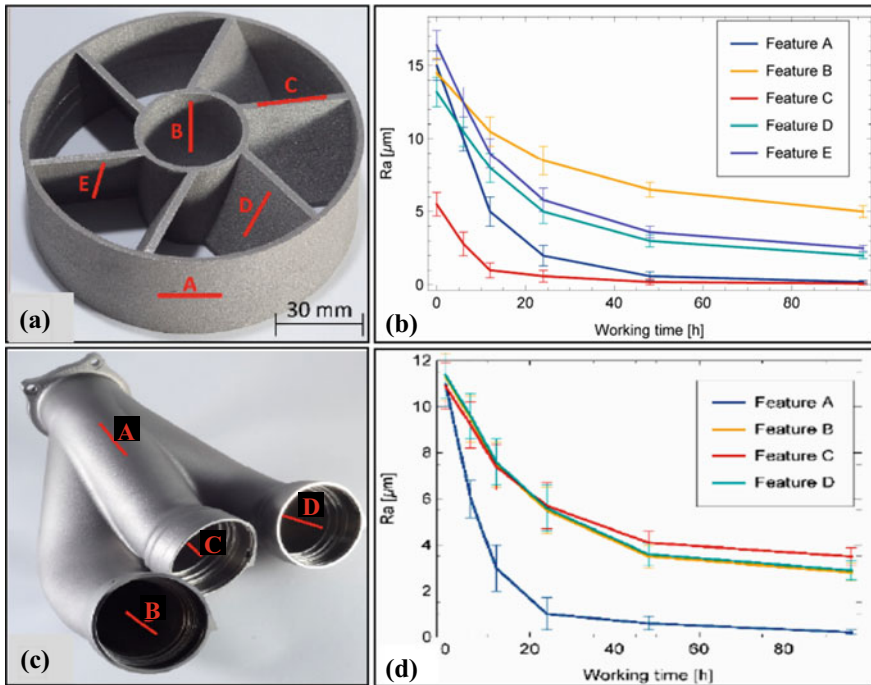 C
B
E
D
A
30 mm
(a)
Feature A
Feature B
Feature C
Feature D
Feature E
Ra [µm]
15
10
5
0
0
20
40
60
80
Working time [h]
(b)
A
D
C
B
(c)
Feature A
Feature B
Feature C
Feature D
Ra [µm]
12
10
8
6
4
2
0
0
20
40
60
80
Working time [h]
(d)